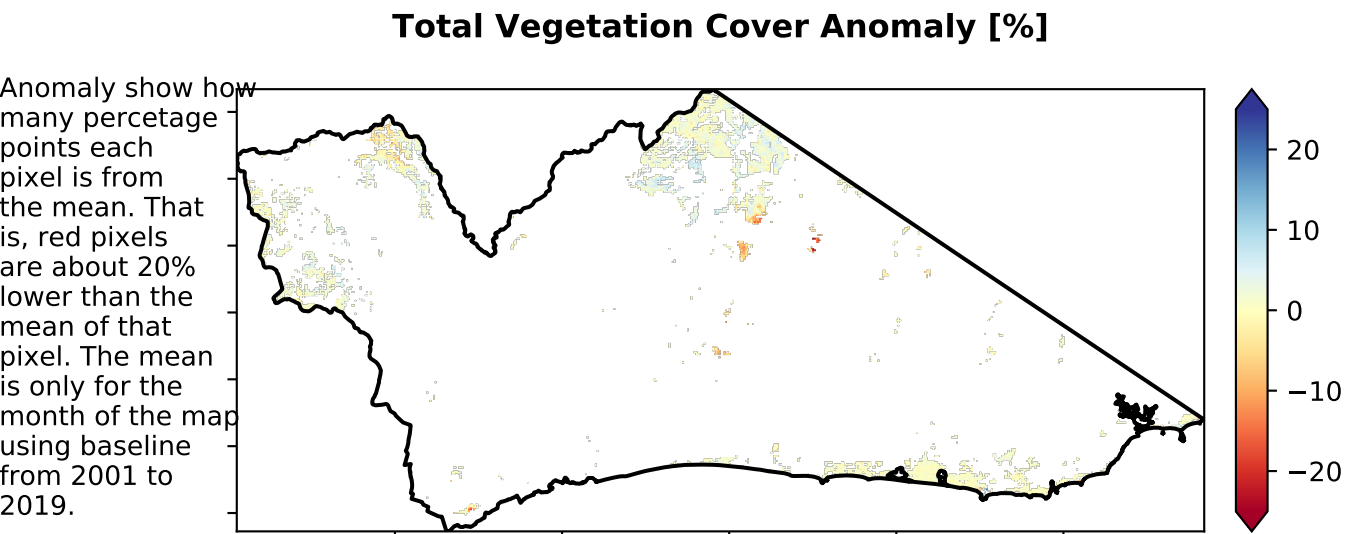 Total Vegetation Cover Anomaly [%]
Anomaly show how
many percetage
points each
pixel is from
the mean. That
is, red pixels
are about 20%
lower than the
mean of that
pixel. The mean
is only for the
month of the map
using baseline
from 2001 to
2019.
20
10
0
−10
−20